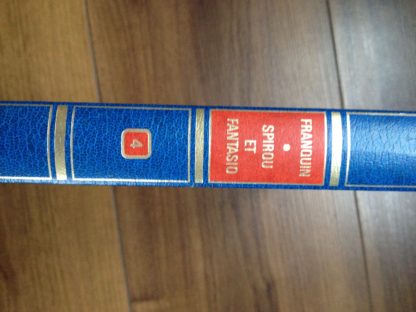 FRANQUIN
•
SPIROU
ET
FANTASIO
4